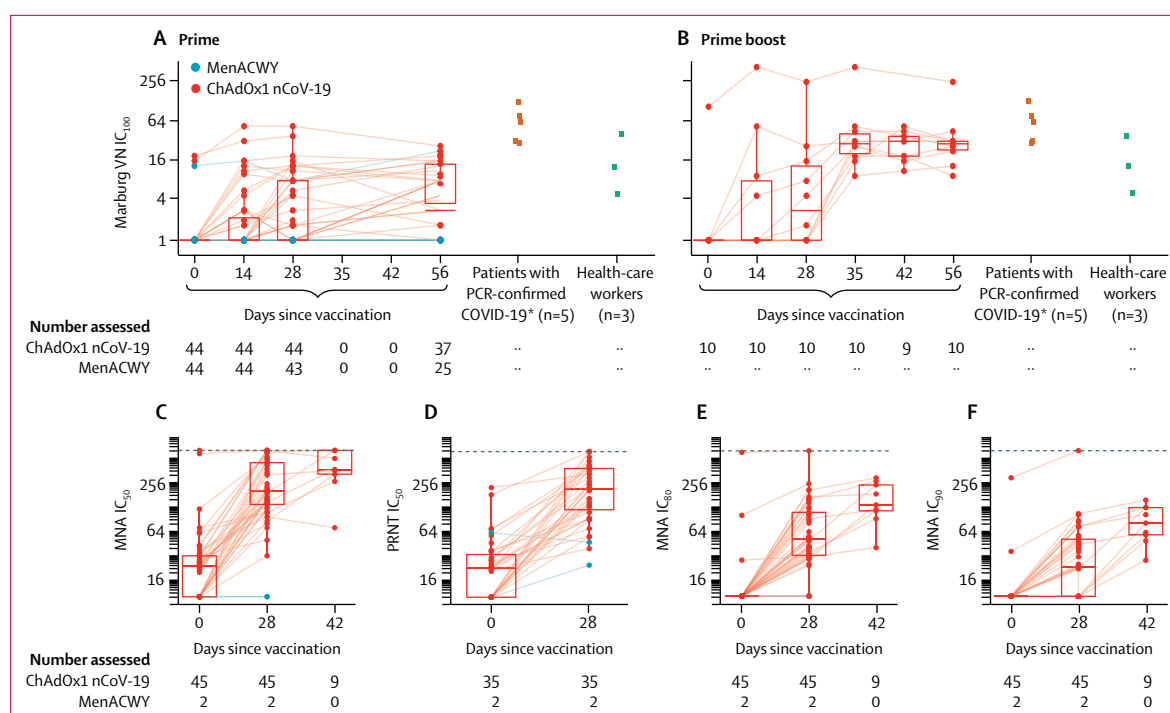 A Prime
MenACWY
ChAdOx1 nCoV-19
Marburg VN IC100
256
64
16
4
1
0 14 28 35 42 56
Days since vaccination
Patients with
PCR-confirmed
COVID-19* (n=5)
Health-care
workers
(n=3)
Number assessed
ChAdOx1 nCoV-19 44 44 44 0 0 37 .. ..
MenACWY 44 44 43 0 0 25 .. ..
B Prime boost
0 14 28 35 42 56
Days since vaccination
Patients with
PCR-confirmed
COVID-19* (n=5)
Health-care
workers
(n=3)
10 10 10 10 9 10 .. ..
.. .. .. .. .. .. .. ..
C
MNA IC50
256
64
16
0 28 42
Days since vaccination
Number assessed
ChAdOx1 nCoV-19 45 45 9
MenACWY 2 2 0
D
PRNT IC50
256
64
16
0 28
Days since vaccination
35 35
2 2
E
MNA IC80
256
64
16
0 28 42
Days since vaccination
45 45 9
2 2 0
F
MNA IC90
256
64
16
0 28 42
Days since vaccination
45 45 9
2 2 0